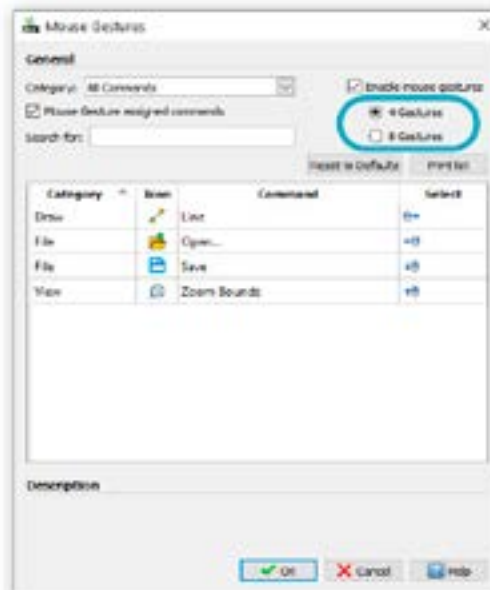 Mouse Gestures
General
Category: All Commands
Enable mouse gestures
Mouse Gesture assigned commands
4 Gestures
Search for:
8 Gestures
Reset to Defaults Print list
Category Icon Command Select
Draw Line
File Open...
File Save
View Zoom Bounds
Description
OK Cancel Help